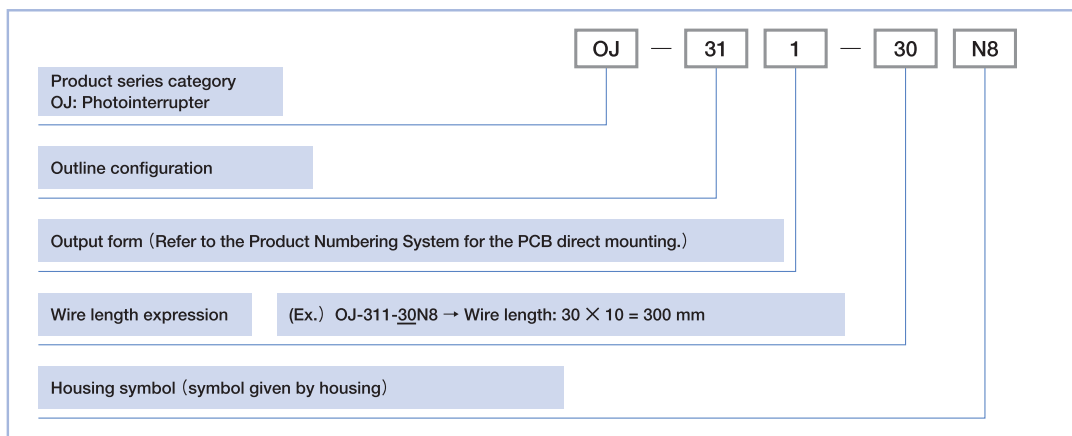 OJ — 31 1 — 30 N8
Product series category
OJ: Photointerrupter
Outline configuration
Output form (Refer to the Product Numbering System for the PCB direct mounting.)
Wire length expression
(Ex.) OJ-311-30N8 → Wire length: 30 × 10 = 300 mm
Housing symbol (symbol given by housing)